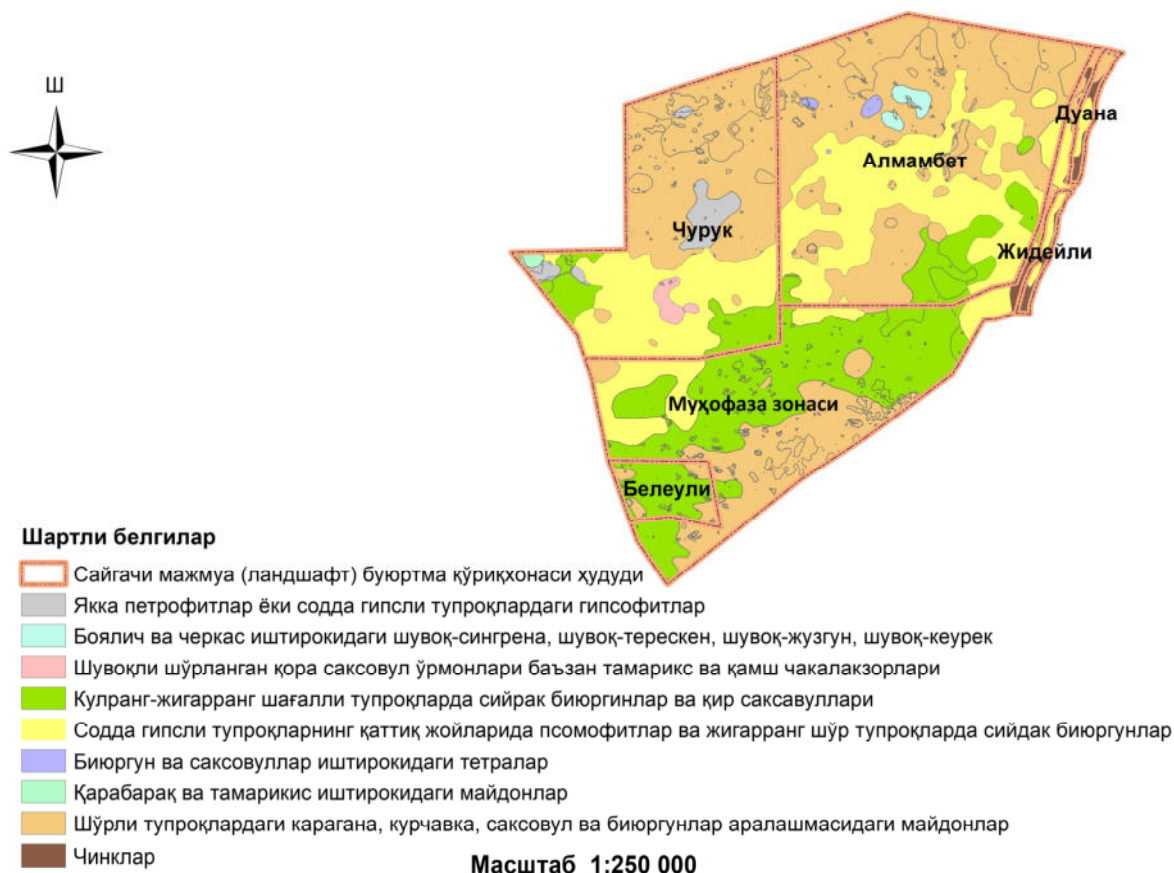 Ш
Дуана
Алмамбет
Чурук
Жидейли
Муҳофаза зонаси
Белеули
Шартли белгилар
Сайгачи мажмуа (ландшафт) буюртма қўриқхонаси ҳудуди
Якка петрофитлар ёки содда гипсли тупроқлардаги гипсофитлар
Боялич ва черкас иштирокидаги шувоқ-сингрена, шувоқ-терескен, шувоқ-жузгун, шувоқ-кеурек
Шувоқли шўрланган қора саксовул ўрмонлари баъзан тамарикс ва қамш чакалакзорлари
Кулранг-жигарранг шағалли тупроқларда сийрак биюргинлар ва қир саксавуллари
Содда гипсли тупроқларнинг қаттиқ жойларида псомофитлар ва жигарранг шўр тупроқларда сийдак биюргунлар
Биюргун ва саксовуллар иштирокидаги тетралар
Қарабарақ ва тамарикис иштирокидаги майдонлар
Шўрли тупроқлардаги карагана, курчавка, саксовул ва биюргунлар аралашмасидаги майдонлар
Чинклар
Масштаб 1:250 000